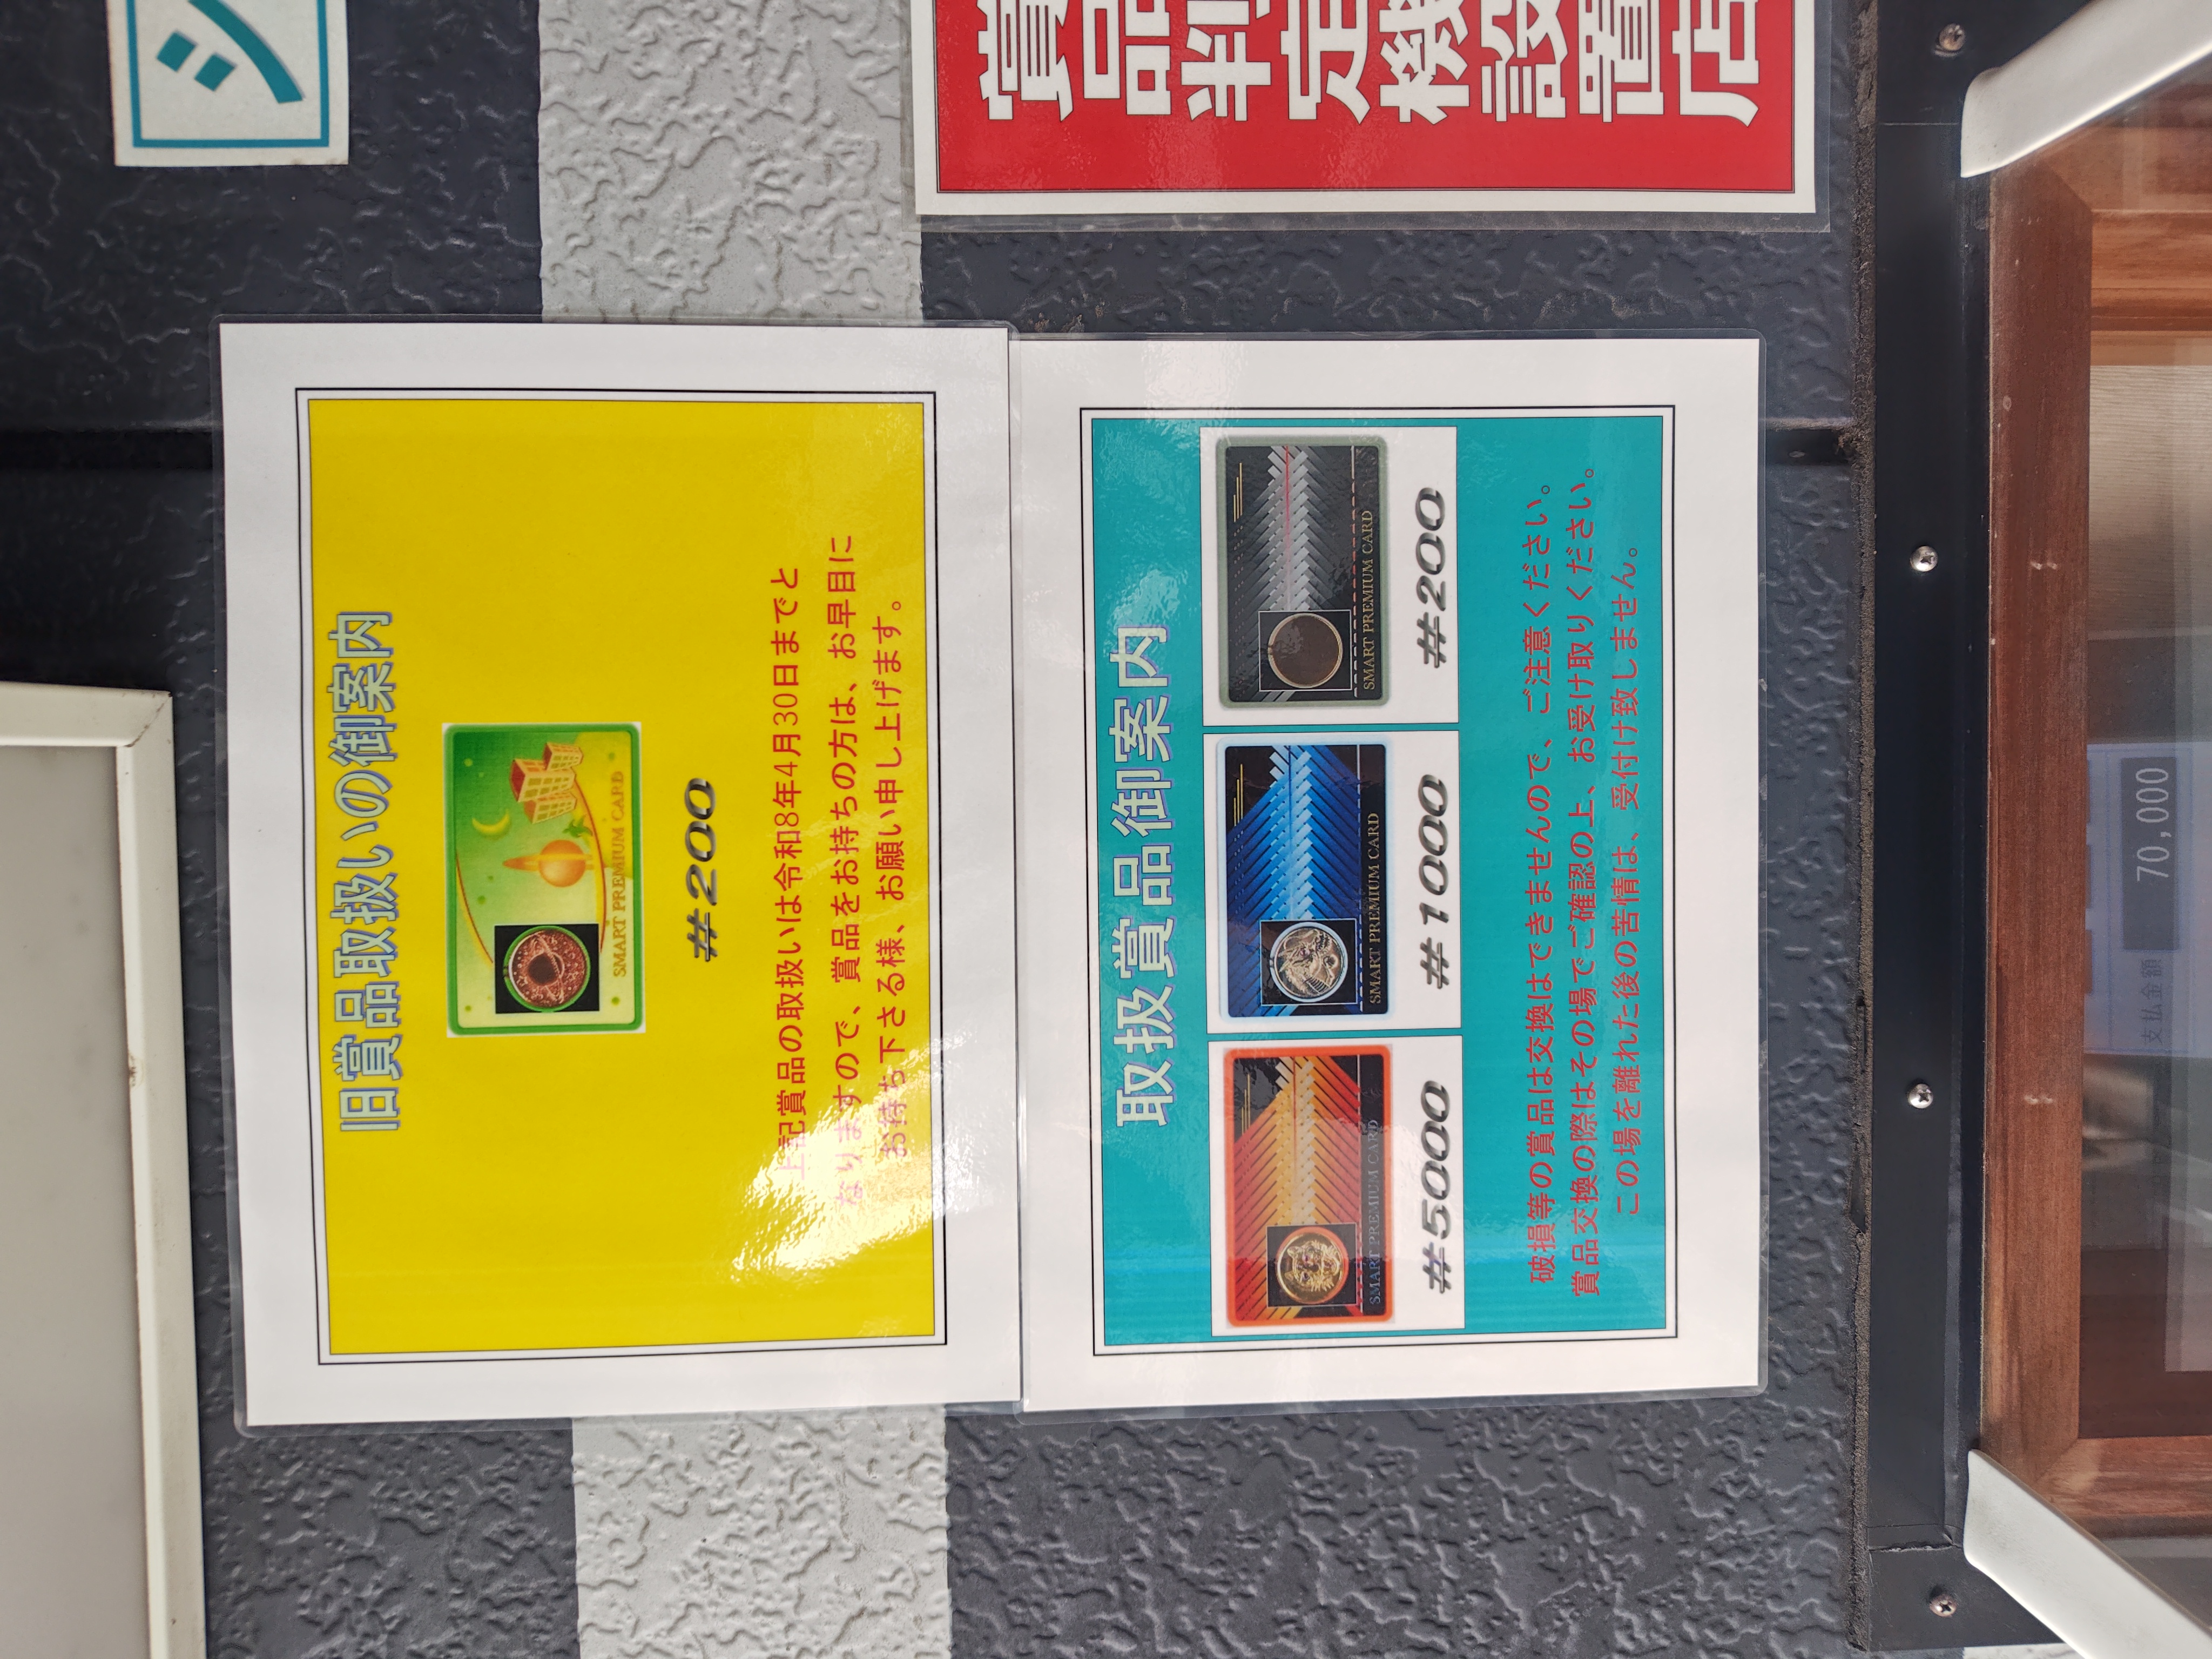 シ
旧賞品取扱いの御案内
SMART PREMIUM CARD
#200
上記賞品の取扱いは令和8年4月30日までと
なりますので、賞品をお持ちの方は、お早目に
お持ち下さる様、お願い申し上げます。
取扱賞品御案内
SMART PREMIUM CARD
SMART PREMIUM CARD
SMART PREMIUM CARD
#5000
#1000
#200
破損等の賞品は交換はできませんので、ご注意ください。
賞品交換の際はその場でご確認の上、お受け取りください。
この場を離れた後の苦情は、受付け致しません。
賞品判定機設置店
支払金額 70,000